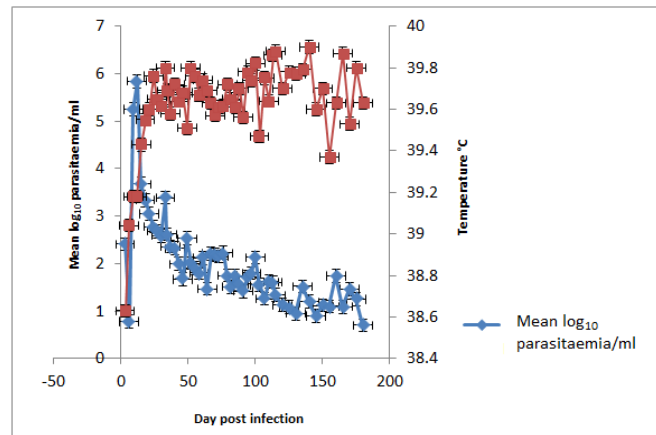 7
6
5
4
3
2
1
0
Mean log10 parasitaemia/ml
40
39.8
39.6
39.4
39.2
39
38.8
38.6
38.4
Temperature °C
-50 0 50 100 150 200
Day post infection
Mean log10
parasitaemia/ml